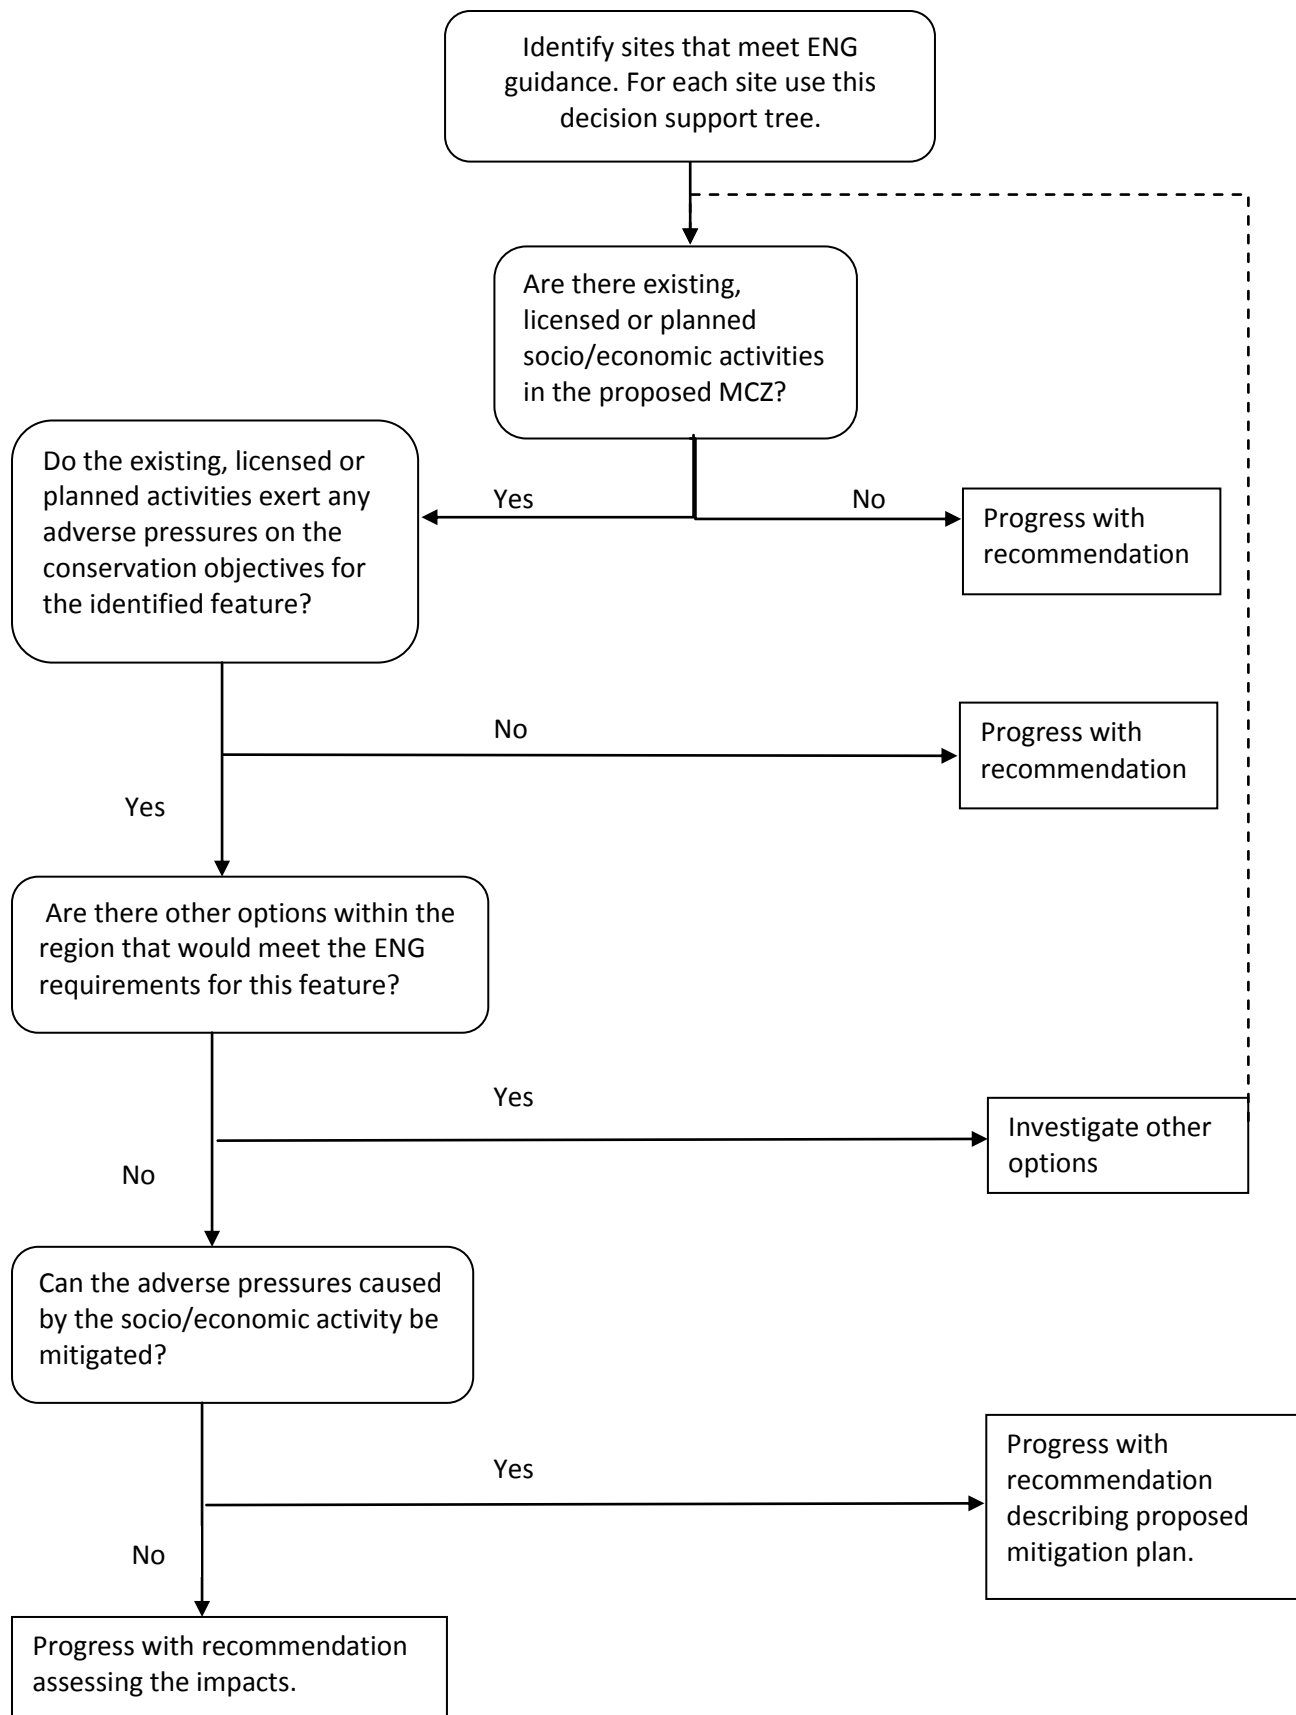 Identify sites that meet ENG
guidance. For each site use this
decision support tree.
Are there existing,
licensed or planned
socio/economic activities
in the proposed MCZ?
Do the existing, licensed or
planned activities exert any
adverse pressures on the
conservation objectives for
the identified feature?
Yes
No
Progress with
recommendation
No
Progress with
recommendation
Yes
Are there other options within the
region that would meet the ENG
requirements for this feature?
Yes
Investigate other
options
No
Can the adverse pressures caused
by the socio/economic activity be
mitigated?
Yes
Progress with
recommendation
describing proposed
mitigation plan.
No
Progress with recommendation
assessing the impacts.